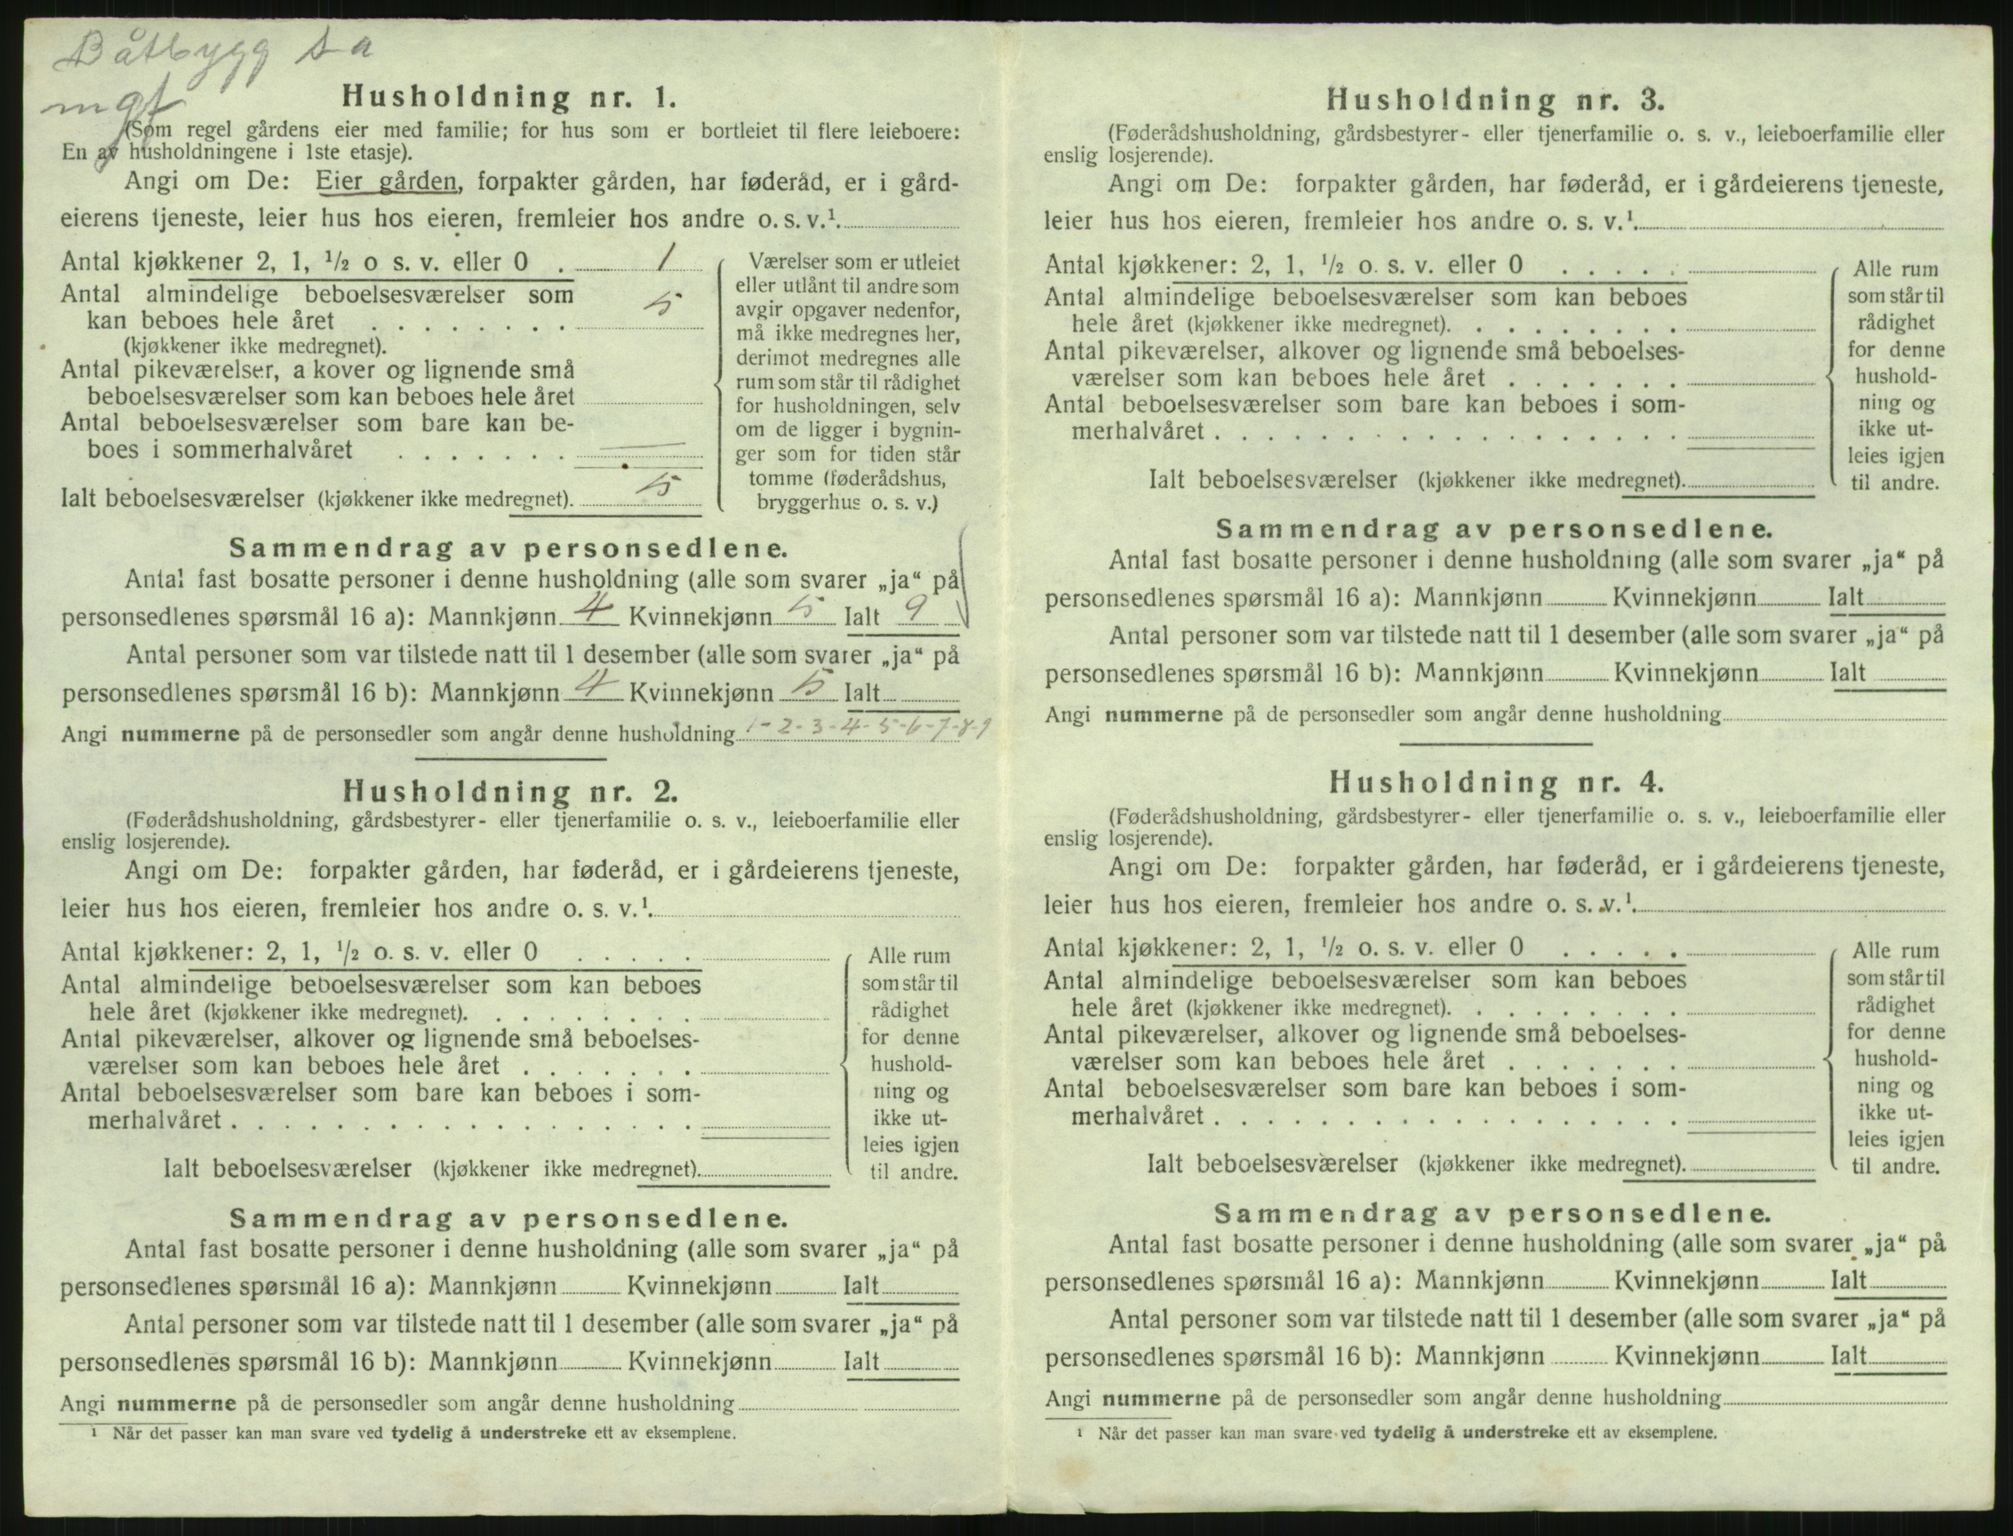 Båtbygg s a
mgf
Husholdning nr. 1.
(Som regel gårdens eier med familie; for hus som er bortleiet til flere leieboere:
En av husholdningene i 1ste etasje).
Angi om De: Eier gården, forpakter gården, har føderåd, er i gård-
eierens tjeneste, leier hus hos eieren, fremleier hos andre o. s. v.¹.
Antal kjøkkener 2, 1, ½ o s. v. eller 0 . 1
Antal almindelige beboelsesværelser som
kan beboes hele året . . . . . . . . 5
(kjøkkener ikke medregnet).
Antal pikeværelser, a kover og lignende små
beboelsesværelser som kan beboes hele året
Antal beboelsesværelser som bare kan be-
boes i sommerhalvåret . . . . . . . —
Ialt beboelsesværelser (kjøkkener ikke medregnet). 5
Værelser som er utleiet
eller utlånt til andre som
avgir opgaver nedenfor,
må ikke medregnes her,
derimot medregnes alle
rum som står til rådighet
for husholdningen, selv
om de ligger i bygnin-
ger som for tiden står
tomme (føderådshus,
bryggerhus o. s. v.)
Sammendrag av personsedlene.
Antal fast bosatte personer i denne husholdning (alle som svarer „ja“ på
personsedlenes spørsmål 16 a): Mannkjønn 4 Kvinnekjønn 5 Ialt 9
Antal personer som var tilstede natt til 1 desember (alle som svarer „ja“ på
personsedlenes spørsmål 16 b): Mannkjønn 4 Kvinnekjønn 5 Ialt
Angi nummerne på de personsedler som angår denne husholdning 1-2-3-4-5-6-7-8-9
Husholdning nr. 2.
(Føderådshusholdning, gårdsbestyrer- eller tjenerfamilie o. s. v., leieboerfamilie eller
enslig losjerende).
Angi om De: forpakter gården, har føderåd, er i gårdeierens tjeneste,
leier hus hos eieren, fremleier hos andre o. s. v.¹.
Antal kjøkkener: 2, 1, ½ o. s. v. eller 0 . . . . .
Antal almindelige beboelsesværelser som kan beboes
hele året (kjøkkener ikke medregnet). . . . . . . . .
Antal pikeværelser, alkover og lignende små beboelses-
værelser som kan beboes hele året . . . . . . .
Antal beboelsesværelser som bare kan beboes i som-
merhalvåret . . . . . . . . . . . . . . . . . .
Ialt beboelsesværelser (kjøkkener ikke medregnet).
Alle rum
som står til
rådighet
for denne
hushold-
ning og
ikke ut-
leies igjen
til andre.
Sammendrag av personsedlene.
Antal fast bosatte personer i denne husholdning (alle som svarer „ja“ på
personsedlenes spørsmål 16 a): Mannkjønn Kvinnekjønn Ialt
Antal personer som var tilstede natt til 1 desember (alle som svarer „ja“ på
personsedlenes spørsmål 16 b): Mannkjønn Kvinnekjønn Ialt
Angi nummerne på de personsedler som angår denne husholdning
¹ Når det passer kan man svare ved tydelig å understreke ett av eksemplene.
Husholdning nr. 3.
(Føderådshusholdning, gårdsbestyrer- eller tjenerfamilie o. s. v., leieboerfamilie eller
enslig losjerende).
Angi om De: forpakter gården, har føderåd, er i gårdeierens tjeneste,
leier hus hos eieren, fremleier hos andre o. s. v.¹.
Antal kjøkkener: 2, 1, ½ o. s. v. eller 0 . . . . .
Antal almindelige beboelsesværelser som kan beboes
hele året (kjøkkener ikke medregnet). . . . . . . . .
Antal pikeværelser, alkover og lignende små beboelses-
værelser som kan beboes hele året . . . . . . .
Antal beboelsesværelser som bare kan beboes i som-
merhalvåret . . . . . . . . . . . . . . . . . .
Ialt beboelsesværelser (kjøkkener ikke medregnet).
Alle rum
som står til
rådighet
for denne
hushold-
ning og
ikke ut-
leies igjen
til andre.
Sammendrag av personsedlene.
Antal fast bosatte personer i denne husholdning (alle som svarer „ja“ på
personsedlenes spørsmål 16 a): Mannkjønn Kvinnekjønn Ialt
Antal personer som var tilstede natt til 1 desember (alle som svarer „ja“ på
personsedlenes spørsmål 16 b): Mannkjønn Kvinnekjønn Ialt
Angi nummerne på de personsedler som angår denne husholdning
Husholdning nr. 4.
(Føderådshusholdning, gårdsbestyrer- eller tjenerfamilie o. s. v., leieboerfamilie eller
enslig losjerende).
Angi om De: forpakter gården, har føderåd, er i gårdeierens tjeneste,
leier hus hos eieren, fremleier hos andre o. s. v.¹.
Antal kjøkkener: 2, 1, ½ o. s. v. eller 0 . . . . .
Antal almindelige beboelsesværelser som kan beboes
hele året (kjøkkener ikke medregnet). . . . . . . . .
Antal pikeværelser, alkover og lignende små beboelses-
værelser som kan beboes hele året . . . . . . .
Antal beboelsesværelser som bare kan beboes i som-
merhalvåret . . . . . . . . . . . . . . . . . .
Ialt beboelsesværelser (kjøkkener ikke medregnet).
Alle rum
som står til
rådighet
for denne
hushold-
ning og
ikke ut-
leies igjen
til andre.
Sammendrag av personsedlene.
Antal fast bosatte personer i denne husholdning (alle som svarer „ja“ på
personsedlenes spørsmål 16 a): Mannkjønn Kvinnekjønn Ialt
Antal personer som var tilstede natt til 1 desember (alle som svarer „ja“ på
personsedlenes spørsmål 16 b): Mannkjønn Kvinnekjønn Ialt
Angi nummerne på de personsedler som angår denne husholdning
¹ Når det passer kan man svare ved tydelig å understreke ett av eksemplene.